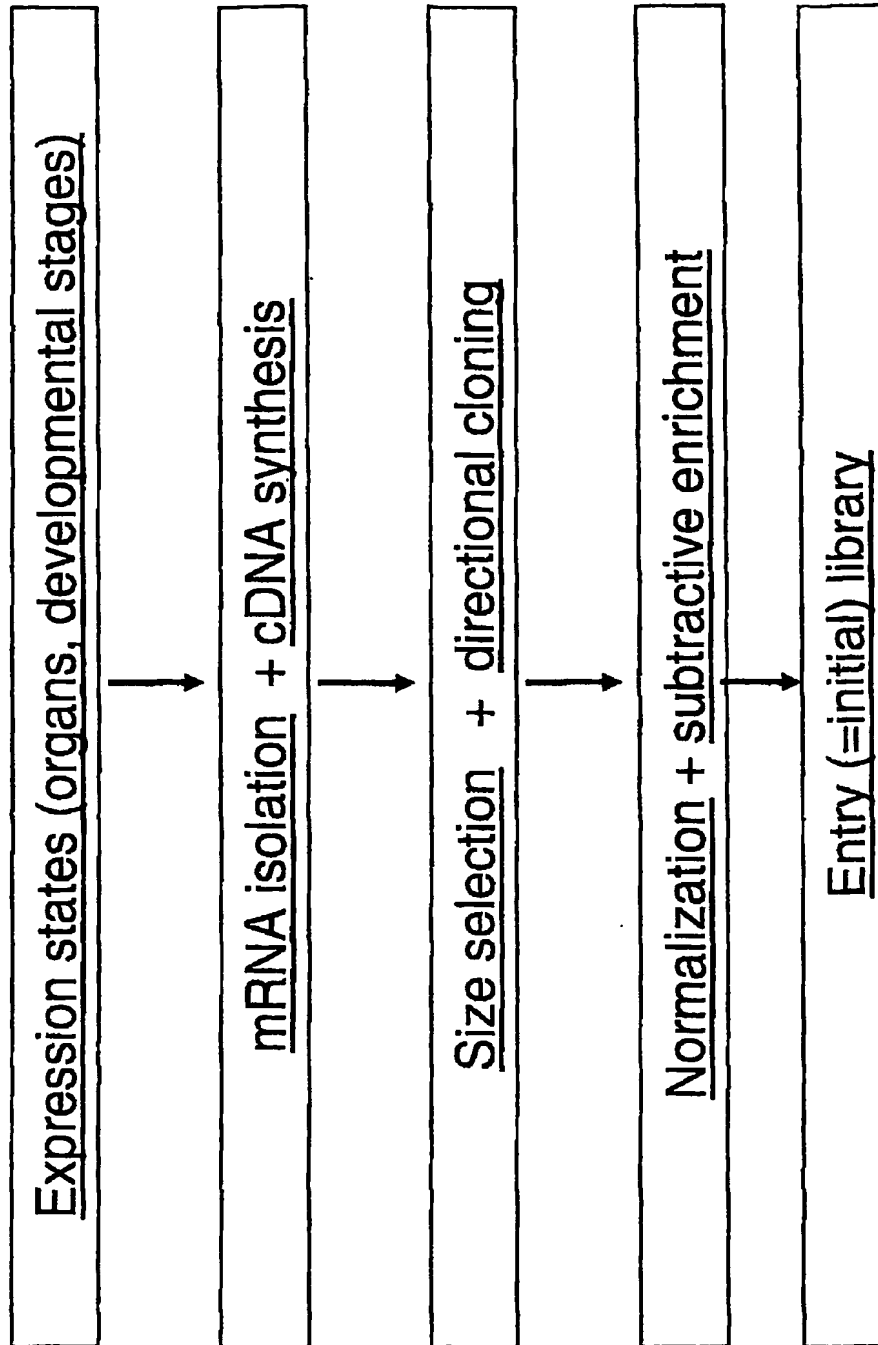 Expression states (organs, developmental stages)
mRNA isolation + cDNA synthesis
Size selection + directional cloning
Normalization + subtractive enrichment
Entry (=initial) library